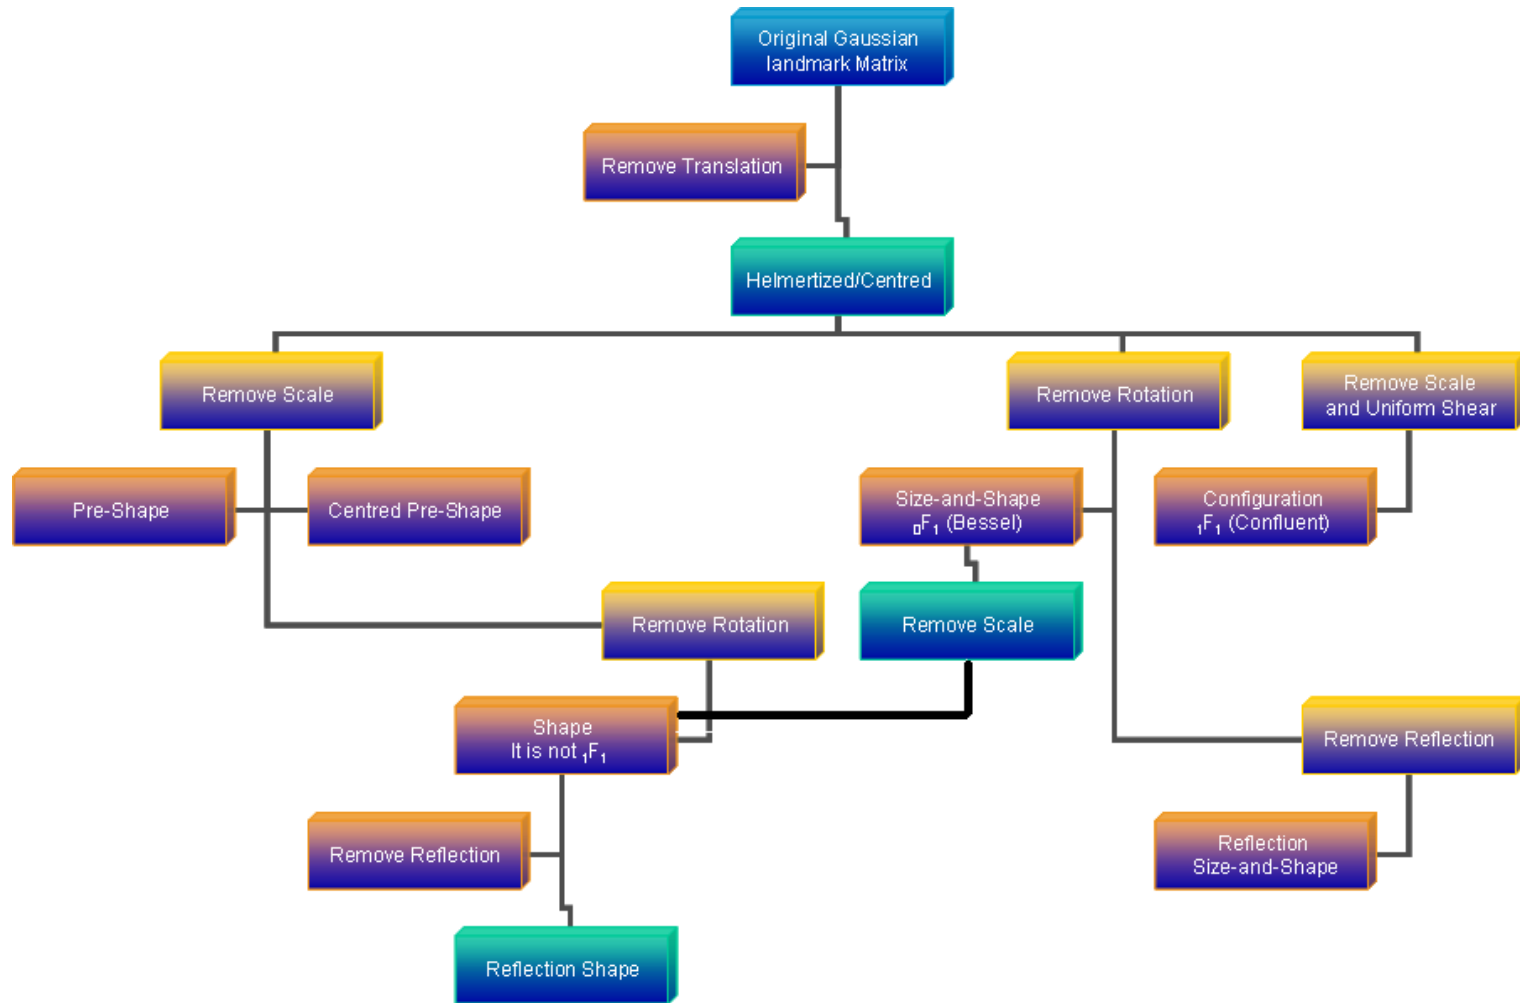 Original Gaussian
landmark Matrix
Remove Translation
Helmertized/Centred
Remove Scale
Remove Rotation
Remove Scale
and Uniform Shear
Pre-Shape
Centred Pre-Shape
Size-and-Shape
▯F₁ (Bessel)
Configuration
₁F₁ (Confluent)
Remove Rotation
Remove Scale
Shape
It is not ₁F₁
Remove Reflection
Remove Reflection
Reflection
Size-and-Shape
Reflection Shape